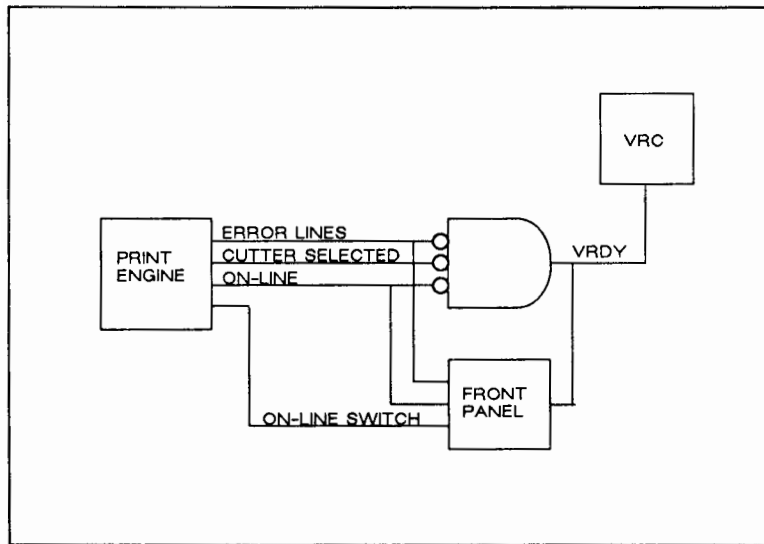 VRC
ERROR LINES
PRINT
ENGINE
CUTTER SELECTED
ON-LINE
VRDY
FRONT
PANEL
ON-LINE SWITCH